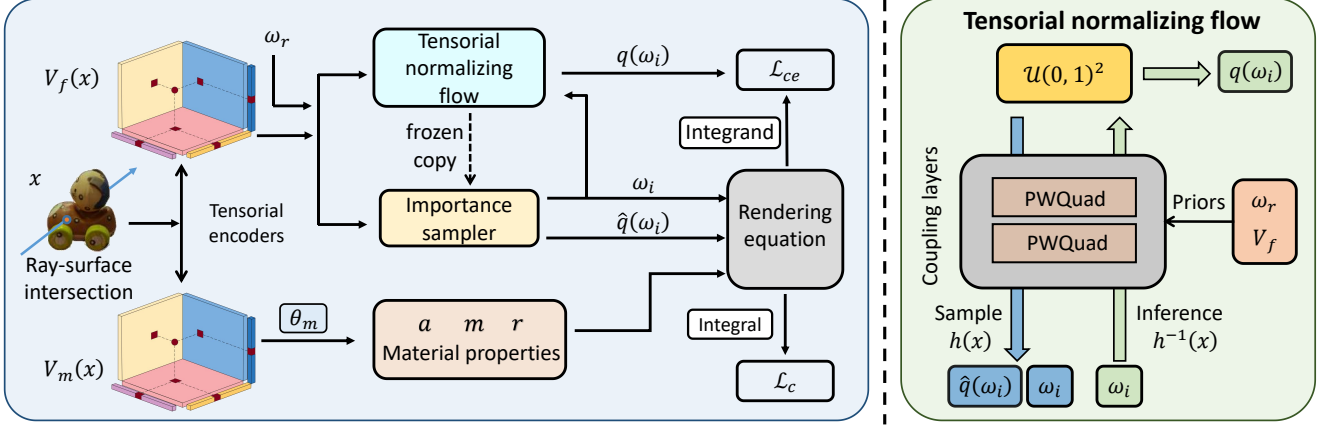 V_f(x)
ω_r
Tensorial
normalizing
flow
q(ω_i)
ℒ_ce
frozen
copy
Integrand
x
Tensorial
encoders
Importance
sampler
ω_i
q̂(ω_i)
Rendering
equation
Ray-surface
intersection
V_m(x)
θ_m
a m r
Material properties
Integral
ℒ_c
Tensorial normalizing flow
𝒰(0, 1)²
q(ω_i)
Coupling layers
PWQuad
PWQuad
Priors
ω_r
V_f
Sample
h(x)
Inference
h⁻¹(x)
q̂(ω_i)
ω_i
ω_i